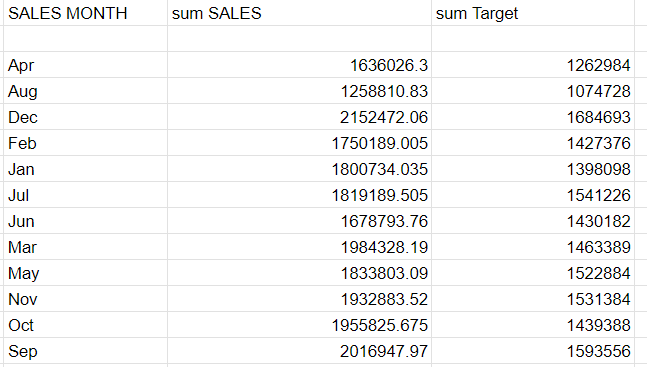 SALES MONTH sum SALES sum Target
Apr 1636026.3 1262984
Aug 1258810.83 1074728
Dec 2152472.06 1684693
Feb 1750189.005 1427376
Jan 1800734.035 1398098
Jul 1819189.505 1541226
Jun 1678793.76 1430182
Mar 1984328.19 1463389
May 1833803.09 1522884
Nov 1932883.52 1531384
Oct 1955825.675 1439388
Sep 2016947.97 1593556